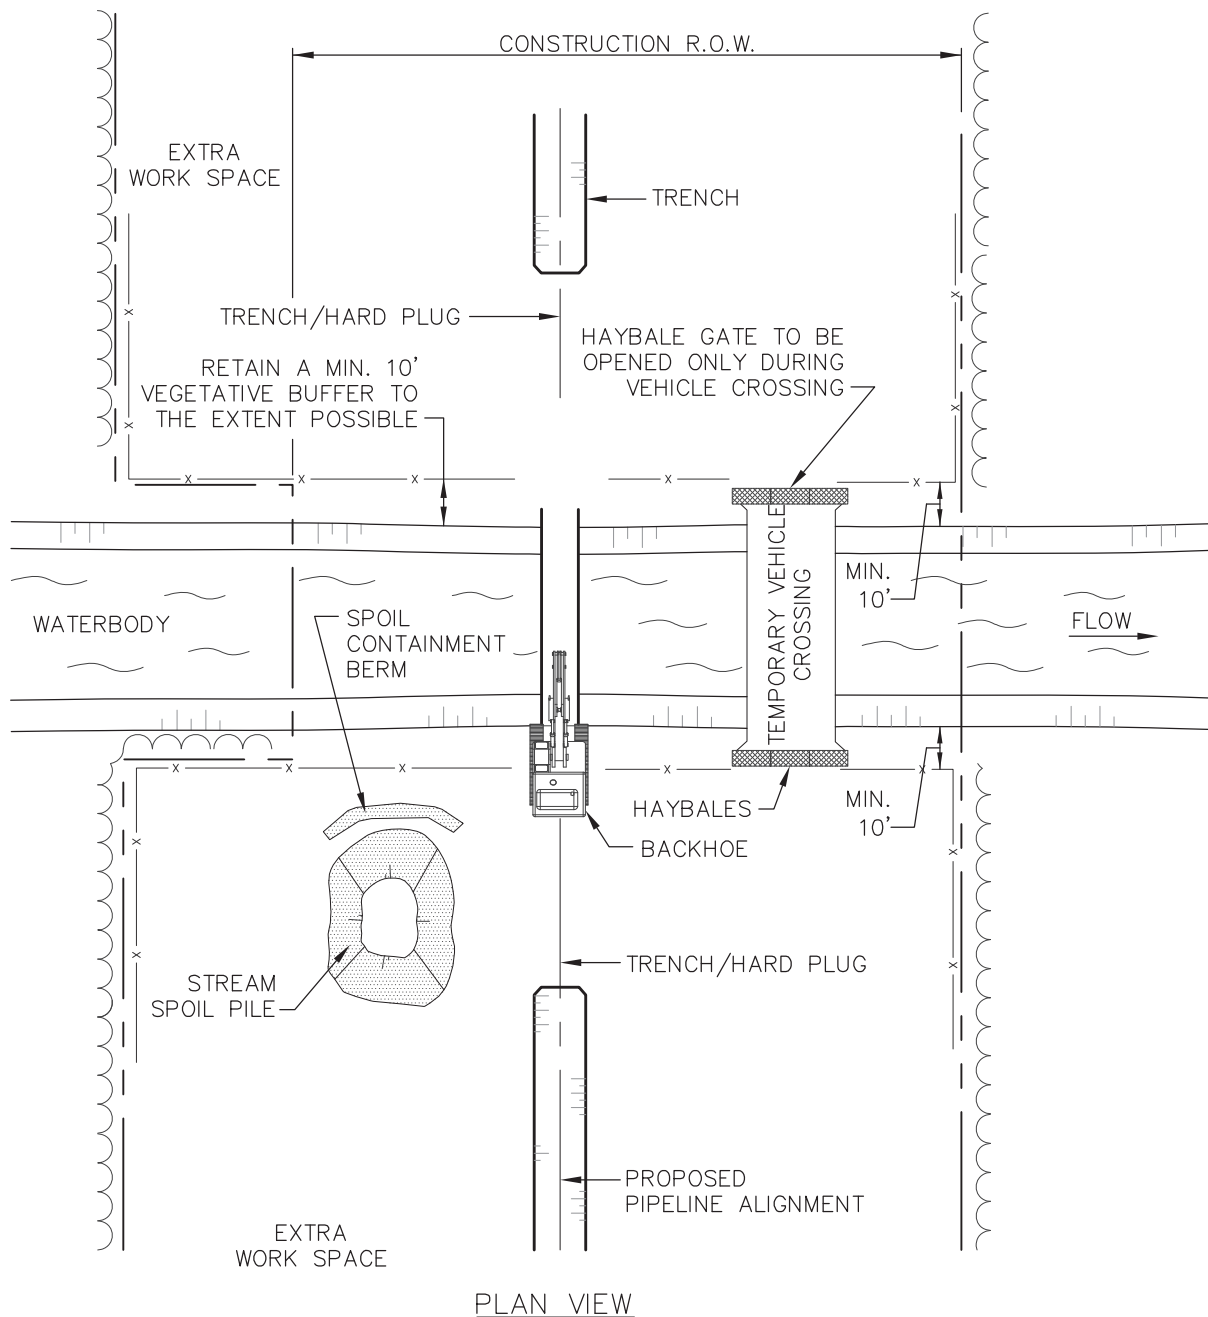 CONSTRUCTION R.O.W.
EXTRA
WORK SPACE
TRENCH
TRENCH/HARD PLUG
HAYBALE GATE TO BE
OPENED ONLY DURING
VEHICLE CROSSING
RETAIN A MIN. 10'
VEGETATIVE BUFFER TO
THE EXTENT POSSIBLE
x
x
x
x
x
x
x
x
x
x
TEMPORARY VEHICLE
CROSSING
MIN.
10'
WATERBODY
SPOIL
CONTAINMENT
BERM
FLOW
x
x
x
x
x
HAYBALES
MIN.
10'
BACKHOE
x
x
x
x
TRENCH/HARD PLUG
STREAM
SPOIL PILE
PROPOSED
PIPELINE ALIGNMENT
EXTRA
WORK SPACE
PLAN VIEW